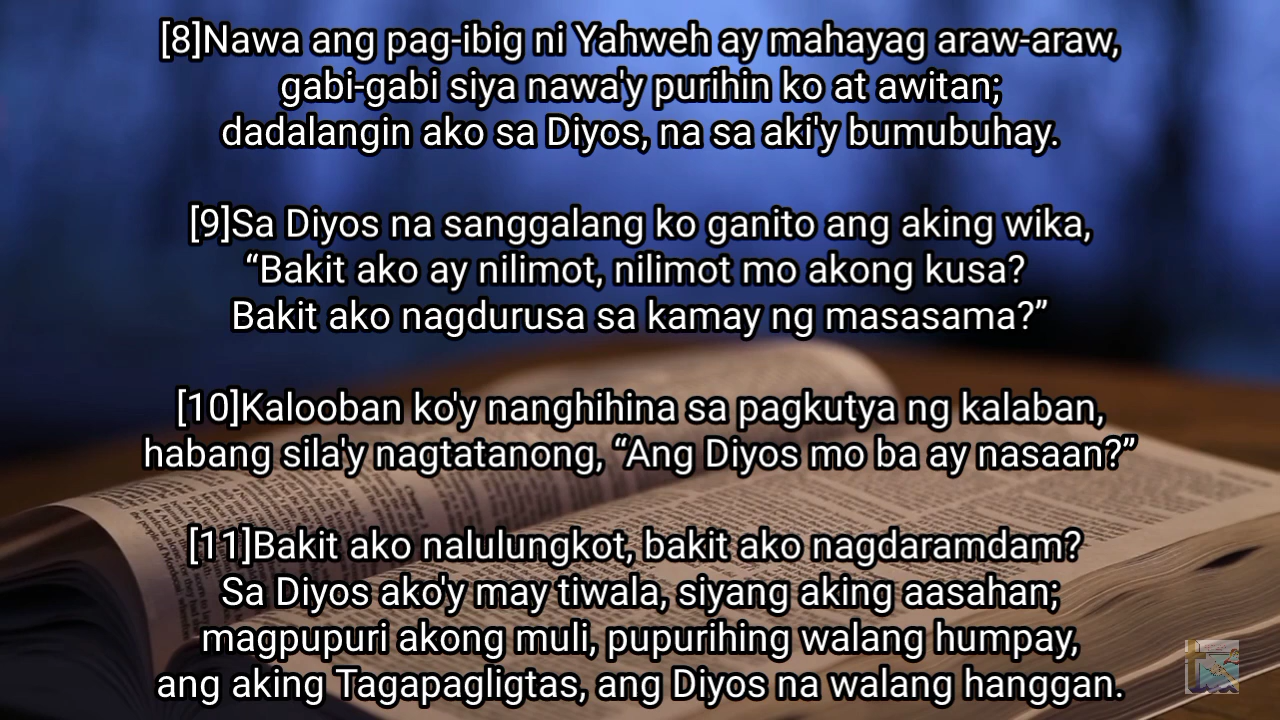 [8]Nawa ang pag-ibig ni Yahweh ay mahayag araw-araw,
gabi-gabi siya nawa'y purihin ko at awitan;
dadalangin ako sa Diyos, na sa aki'y bumubuhay.
[9]Sa Diyos na sanggalang ko ganito ang aking wika,
“Bakit ako ay nilimot, nilimot mo akong kusa?
Bakit ako nagdurusa sa kamay ng masasama?”
[10]Kalooban ko'y nanghihina sa pagkutya ng kalaban,
habang sila'y nagtatanong, “Ang Diyos mo ba ay nasaan?”
[11]Bakit ako nalulungkot, bakit ako nagdaramdam?
Sa Diyos ako'y may tiwala, siyang aking aasahan;
magpupuri akong muli, pupurihing walang humpay,
ang aking Tagapagligtas, ang Diyos na walang hanggan.